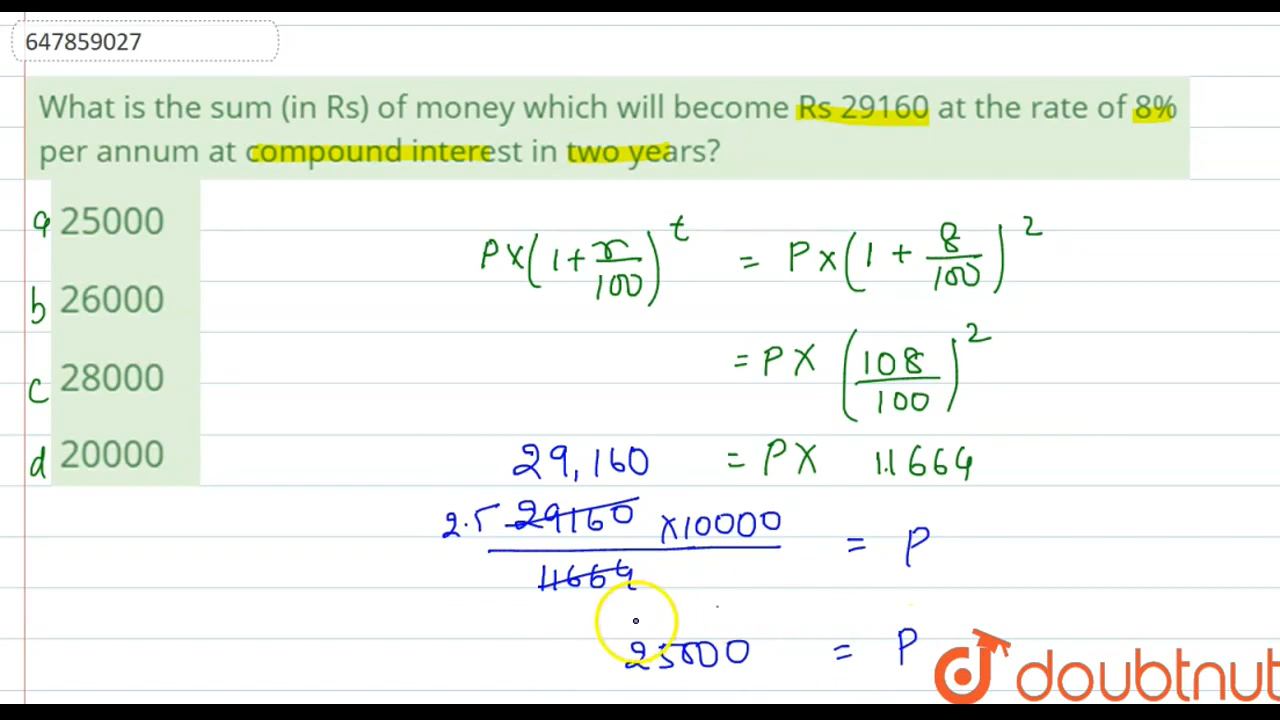 647859027
What is the sum (in Rs) of money which will become Rs 29160 at the rate of 8%
per annum at compound interest in two years?
a 25000
b 26000
c 28000
d 20000
P×(1+r/100)^t = P×(1+8/100)^2
=P×(108/100)^2
29,160 = P× 1.1664
2.5 29160 ×10000 / 11664 = P
25000 = P
doubtnut